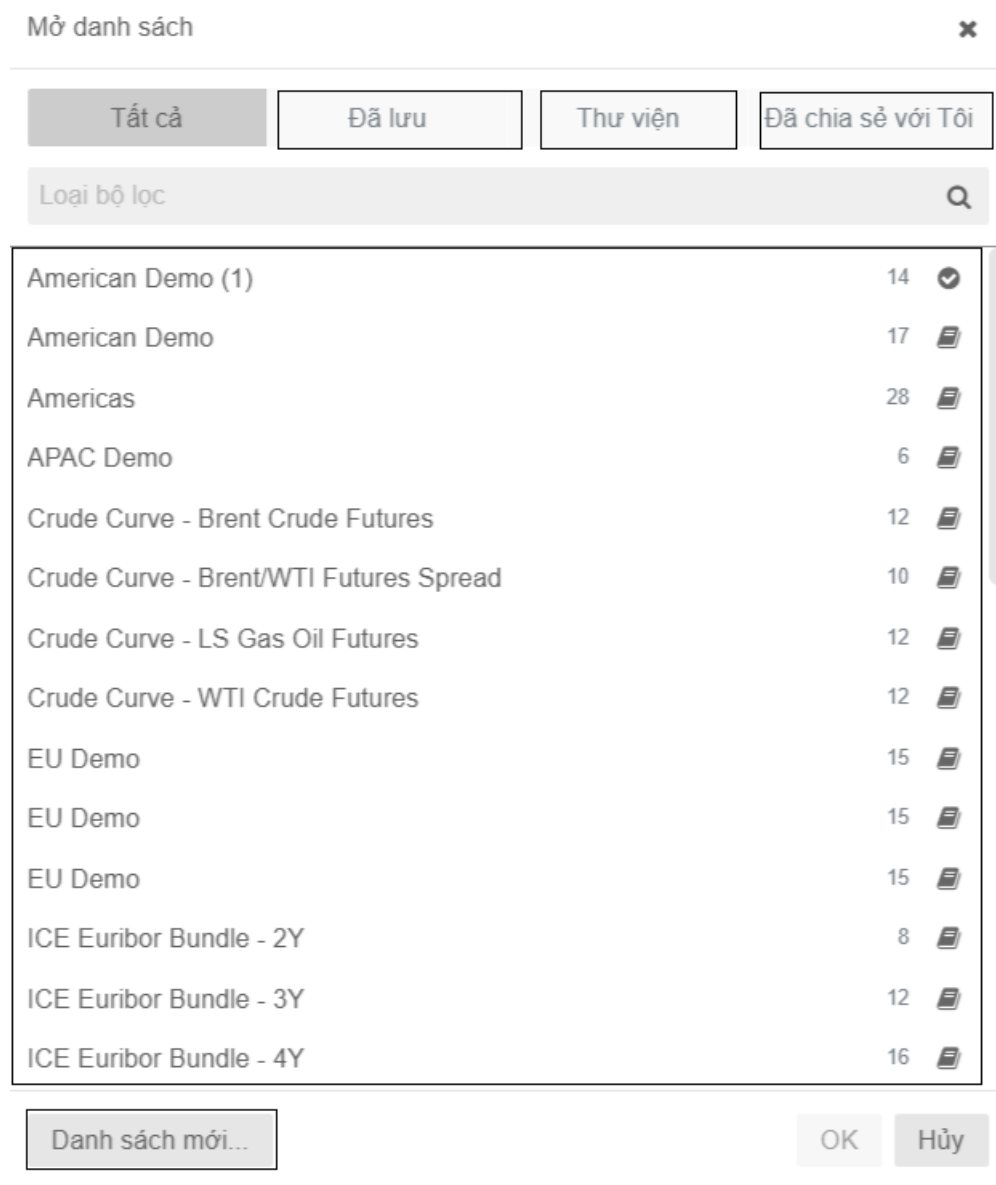 Mở danh sách
Tất cả Đã lưu Thư viện Đã chia sẻ với Tôi
Loại bộ lọc
American Demo (1) 14
American Demo 17
Americas 28
APAC Demo 6
Crude Curve - Brent Crude Futures 12
Crude Curve - Brent/WTI Futures Spread 10
Crude Curve - LS Gas Oil Futures 12
Crude Curve - WTI Crude Futures 12
EU Demo 15
EU Demo 15
EU Demo 15
ICE Euribor Bundle - 2Y 8
ICE Euribor Bundle - 3Y 12
ICE Euribor Bundle - 4Y 16
Danh sách mới... OK Hủy